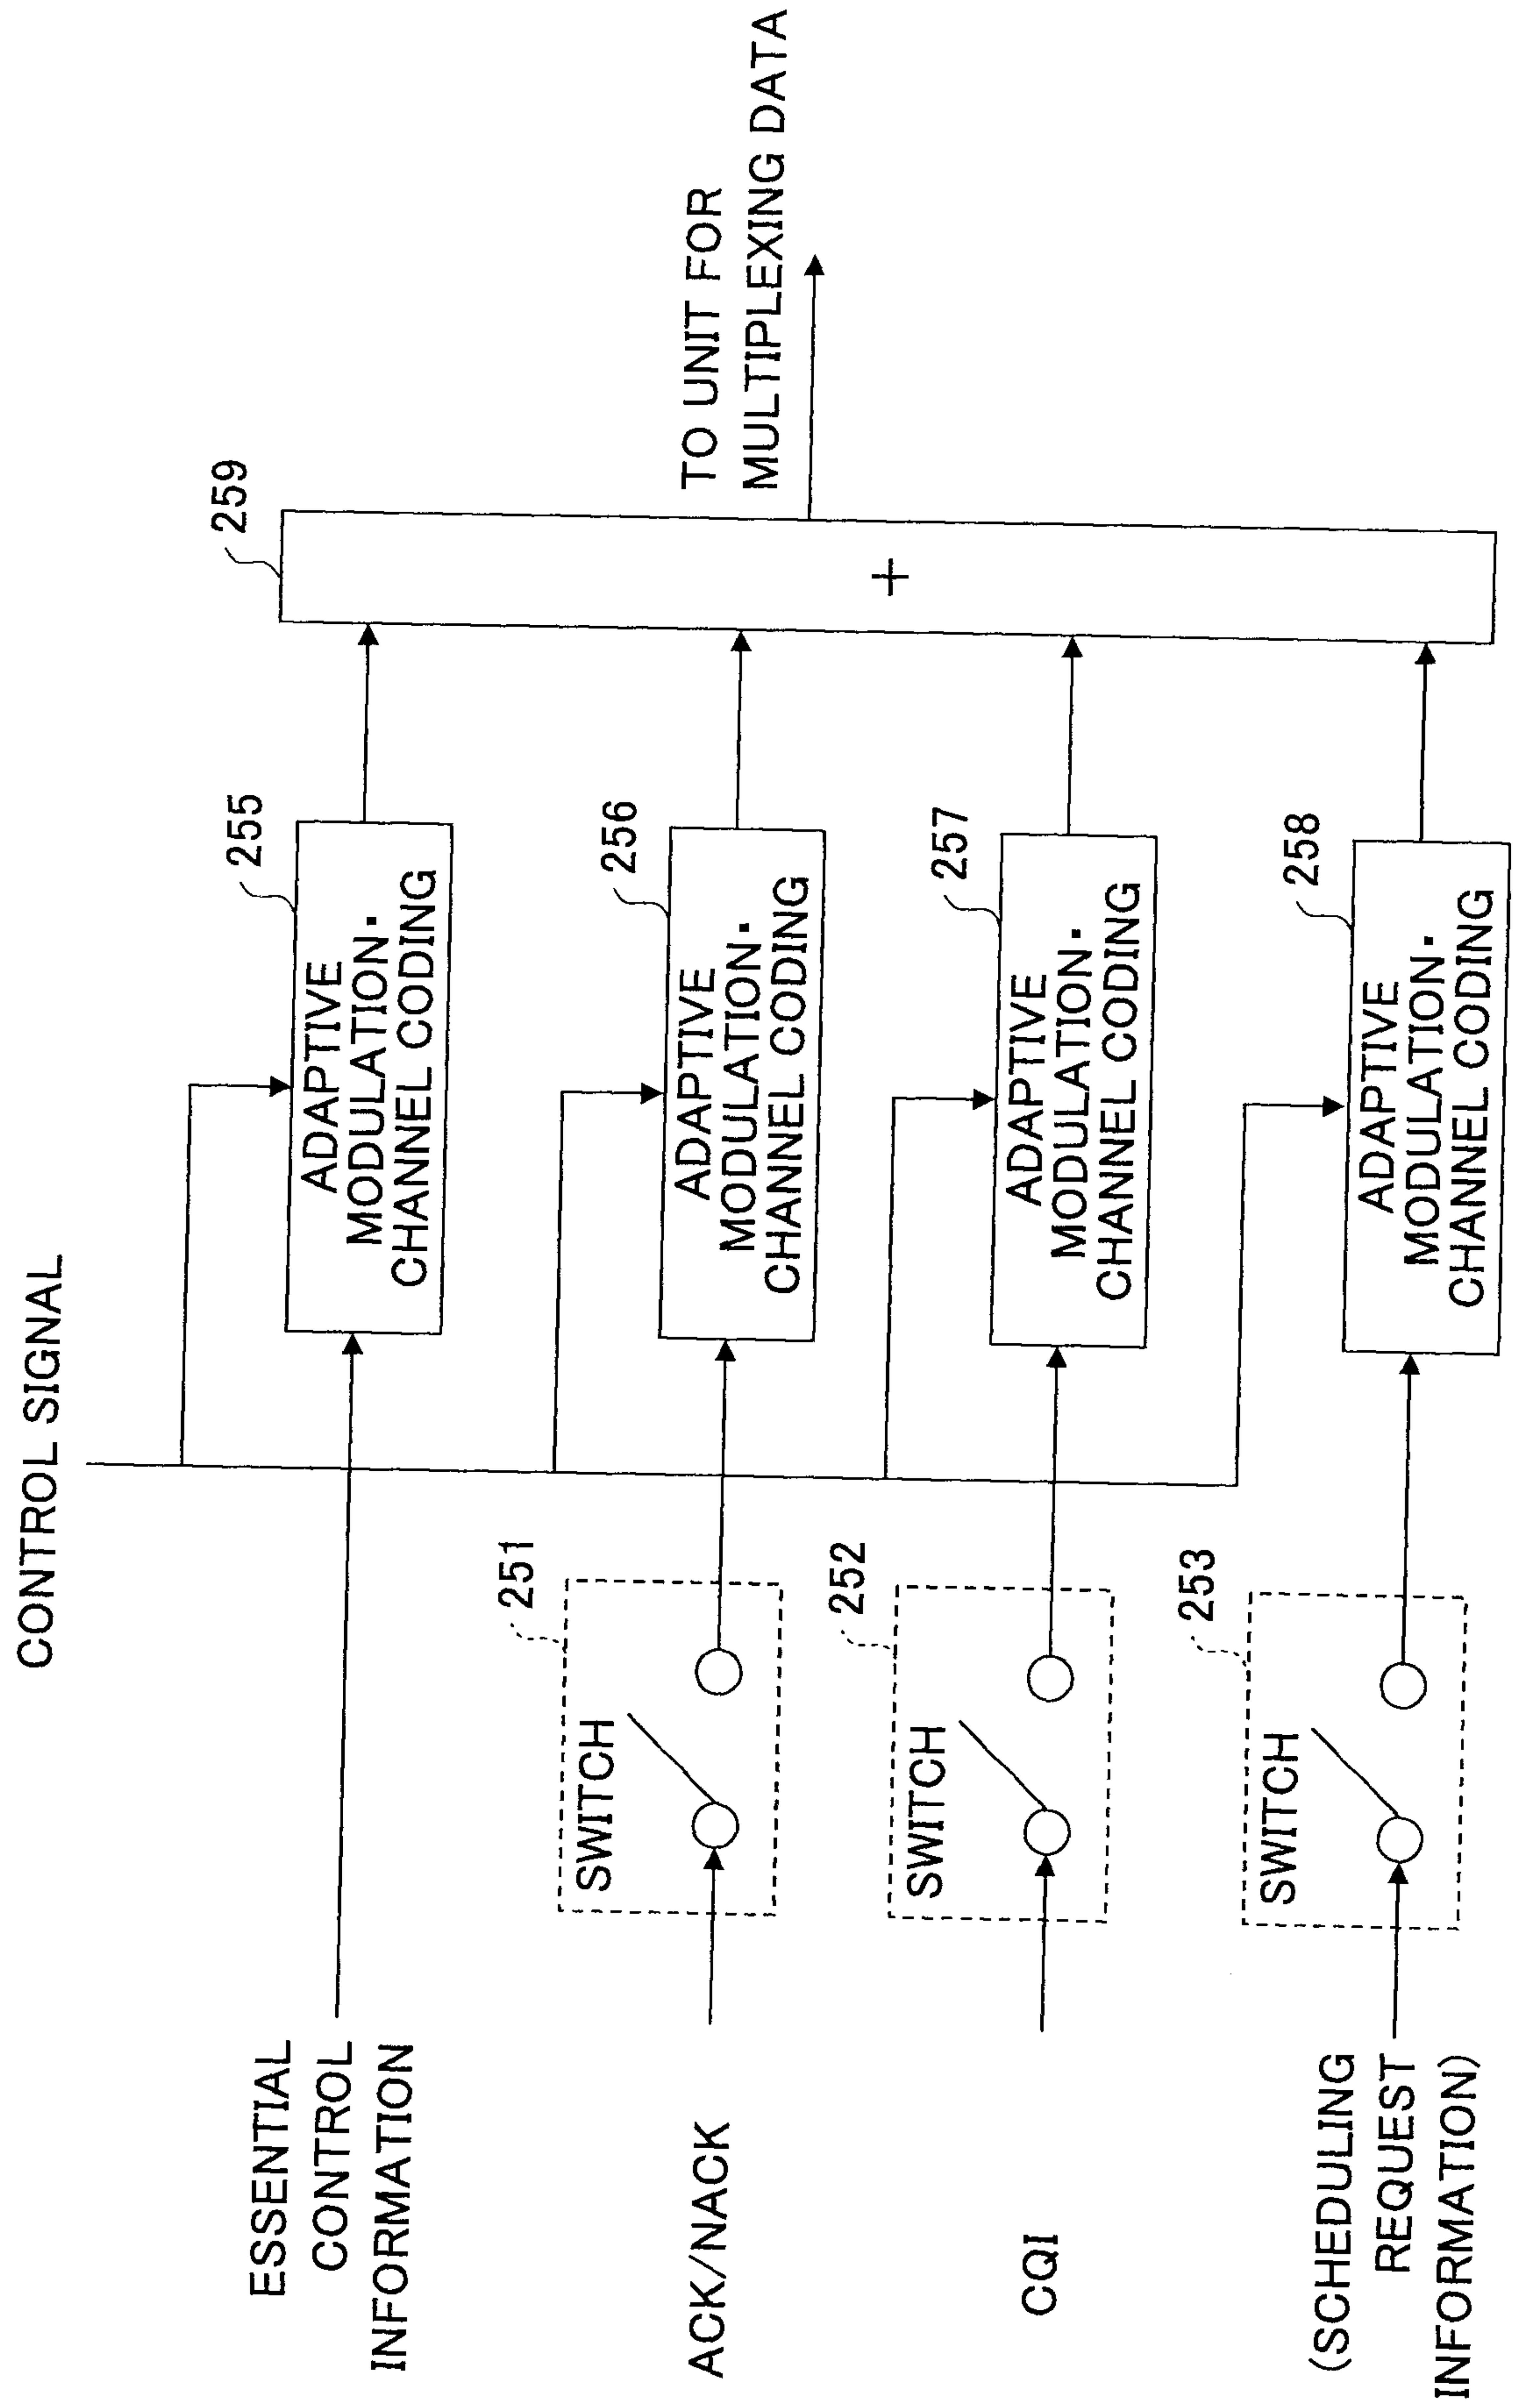 CONTROL SIGNAL
ESSENTIAL
CONTROL
INFORMATION
255
ADAPTIVE
MODULATION·
CHANNEL CODING
259
+
TO UNIT FOR
MULTIPLEXING DATA
ACK/NACK
251
SWITCH
256
ADAPTIVE
MODULATION·
CHANNEL CODING
CQI
252
SWITCH
257
ADAPTIVE
MODULATION·
CHANNEL CODING
(SCHEDULING
REQUEST
INFORMATION)
253
SWITCH
258
ADAPTIVE
MODULATION·
CHANNEL CODING